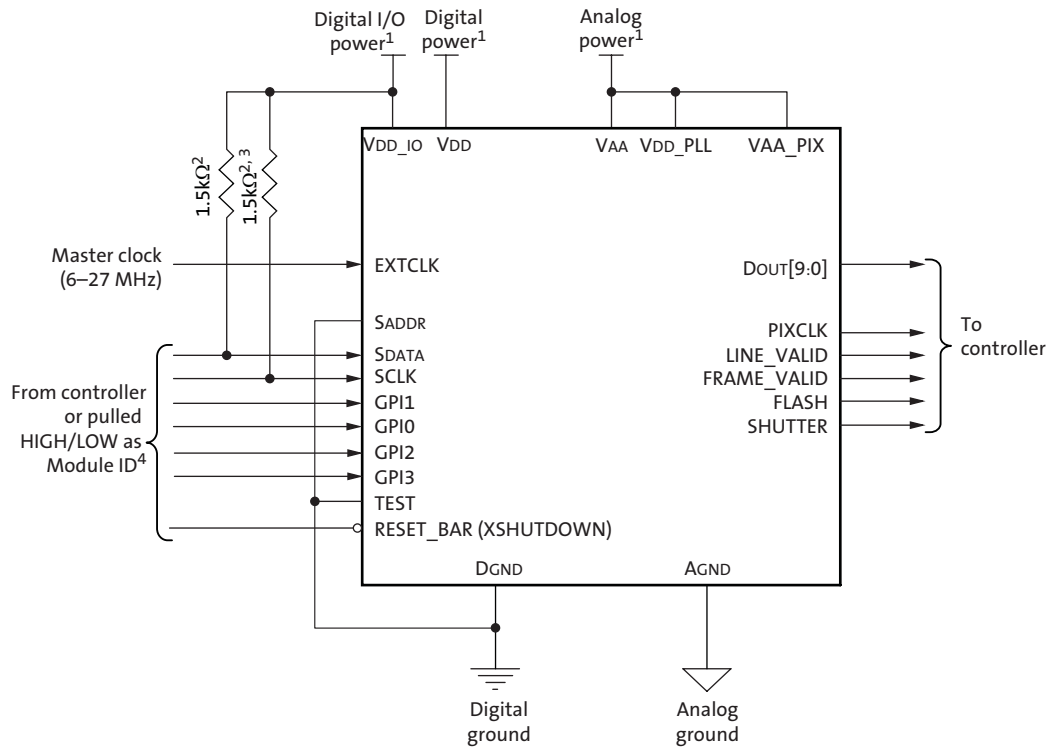 Digital I/O
power¹
Digital
power¹
Analog
power¹
VDD_IO
VDD
VAA
VDD_PLL
VAA_PIX
1.5kΩ²
1.5kΩ²˒ ³
Master clock
(6–27 MHz)
EXTCLK
SADDR
SDATA
SCLK
GPI1
GPI0
GPI2
GPI3
TEST
RESET_BAR (XSHUTDOWN)
From controller
or pulled
HIGH/LOW as
Module ID⁴
DOUT[9:0]
PIXCLK
LINE_VALID
FRAME_VALID
FLASH
SHUTTER
To
controller
DGND
AGND
Digital
ground
Analog
ground